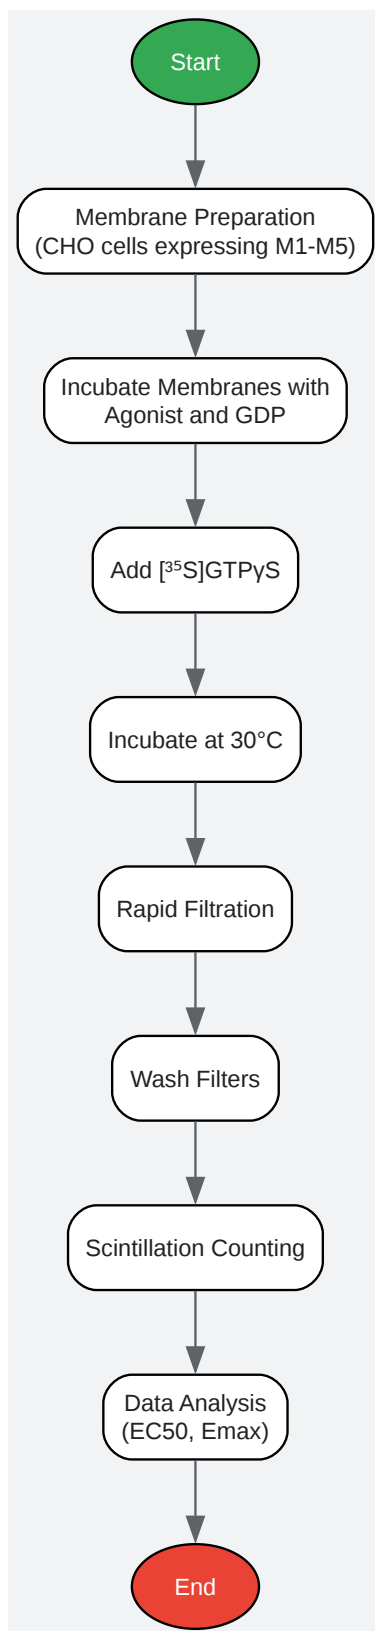 Start
Membrane Preparation
(CHO cells expressing M1-M5)
Incubate Membranes with
Agonist and GDP
Add [³⁵S]GTPγS
Incubate at 30°C
Rapid Filtration
Wash Filters
Scintillation Counting
Data Analysis
(EC50, Emax)
End